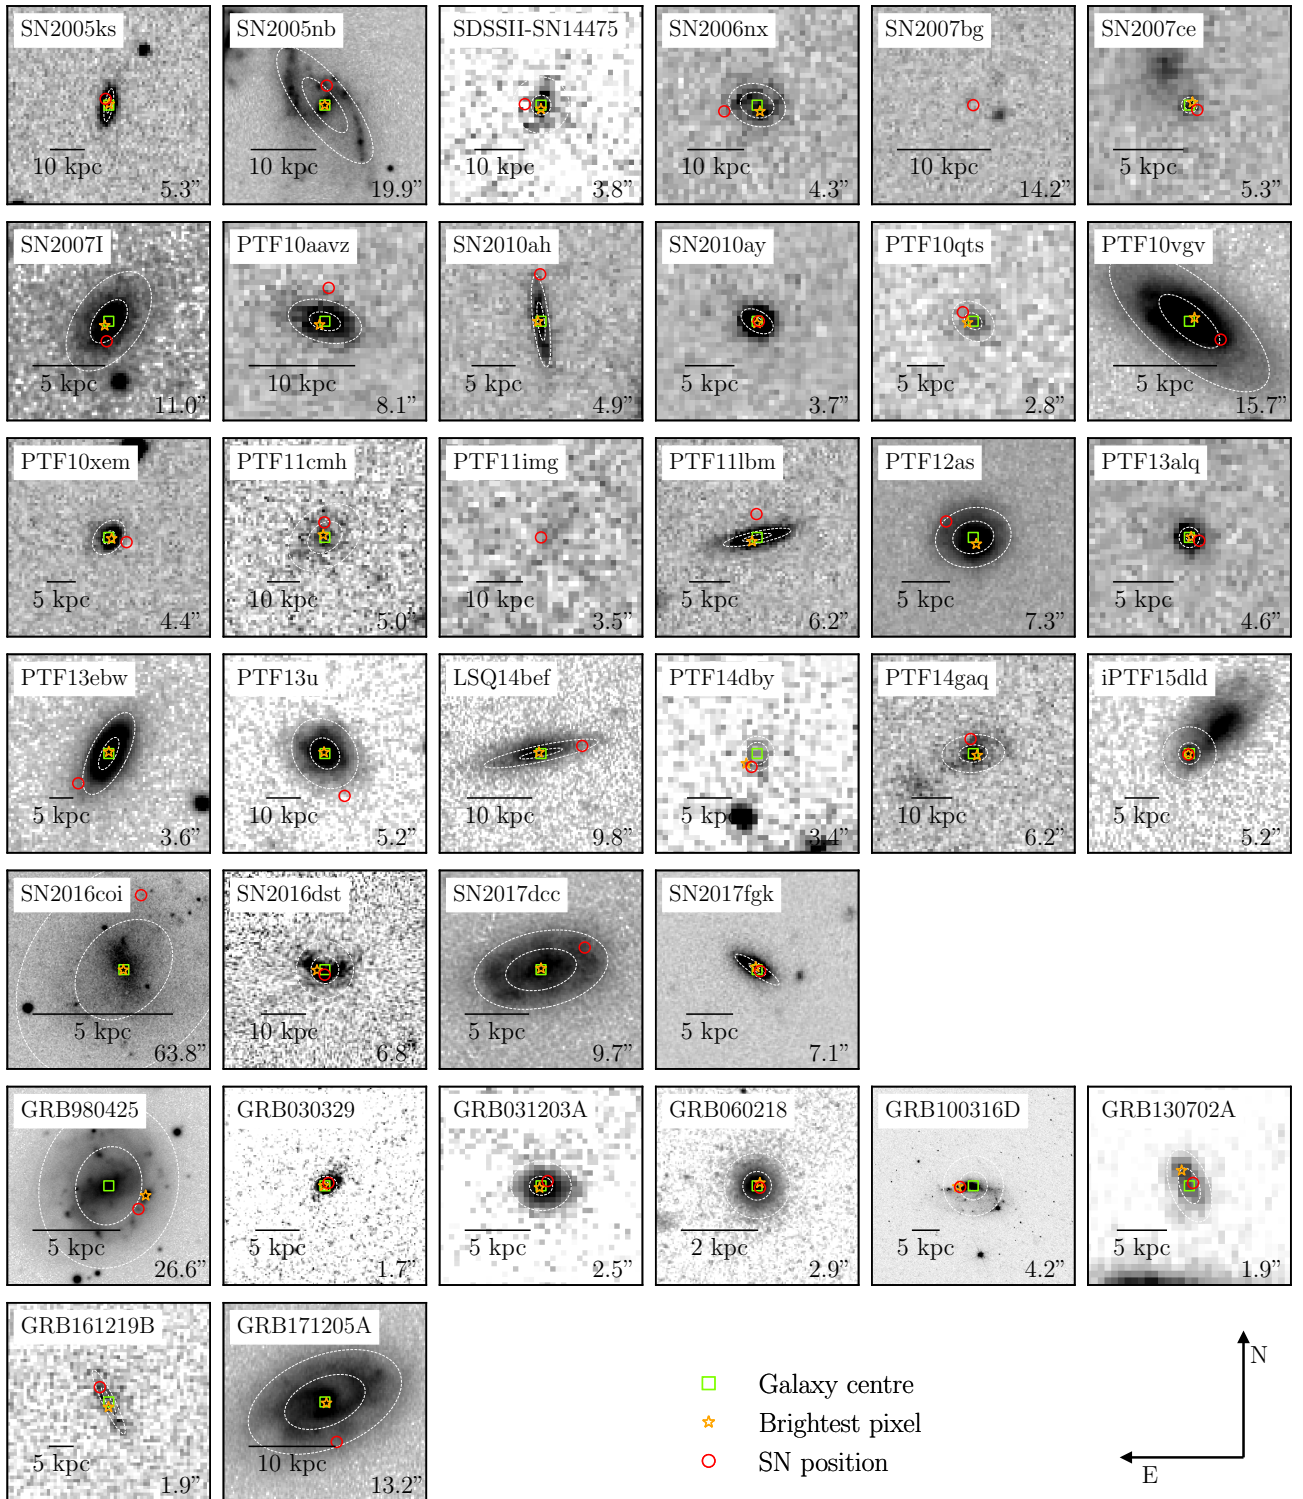 SN2005ks
10 kpc
5.3”
SN2005nb
10 kpc
19.9”
SDSSII-SN14475
10 kpc
3.8”
SN2006nx
10 kpc
4.3”
SN2007bg
10 kpc
14.2”
SN2007ce
5 kpc
5.3”
SN2007I
5 kpc
11.0”
PTF10aavz
10 kpc
8.1”
SN2010ah
5 kpc
4.9”
SN2010ay
5 kpc
3.7”
PTF10qts
5 kpc
2.8”
PTF10vgv
5 kpc
15.7”
PTF10xem
5 kpc
4.4”
PTF11cmh
10 kpc
5.0”
PTF11img
10 kpc
3.5”
PTF11lbm
5 kpc
6.2”
PTF12as
5 kpc
7.3”
PTF13alq
5 kpc
4.6”
PTF13ebw
5 kpc
3.6”
PTF13u
10 kpc
5.2”
LSQ14bef
10 kpc
9.8”
PTF14dby
5 kpc
3.4”
PTF14gaq
10 kpc
6.2”
iPTF15dld
5 kpc
5.2”
SN2016coi
5 kpc
63.8”
SN2016dst
10 kpc
6.8”
SN2017dcc
5 kpc
9.7”
SN2017fgk
5 kpc
7.1”
GRB980425
5 kpc
26.6”
GRB030329
5 kpc
1.7”
GRB031203A
5 kpc
2.5”
GRB060218
2 kpc
2.9”
GRB100316D
5 kpc
4.2”
GRB130702A
5 kpc
1.9”
GRB161219B
5 kpc
1.9”
GRB171205A
10 kpc
13.2”
Galaxy centre
Brightest pixel
SN position
N
E